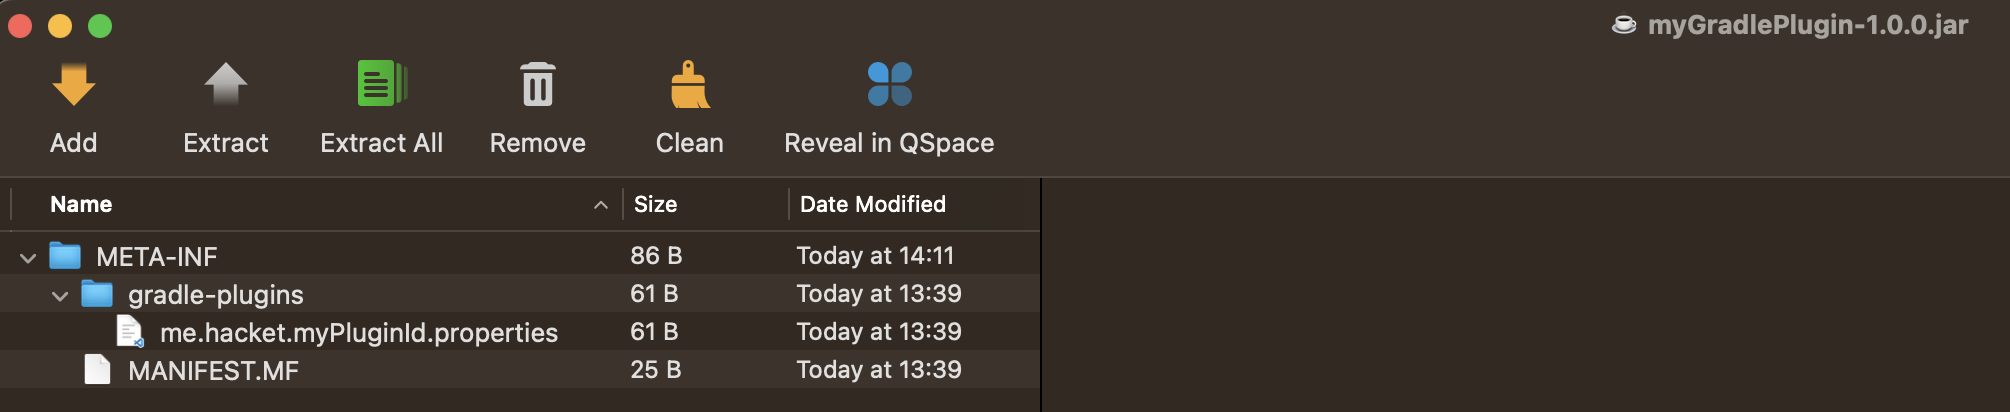 myGradlePlugin-1.0.0.jar
Add Extract Extract All Remove Clean Reveal in QSpace
Name Size Date Modified
META-INF 86 B Today at 14:11
gradle-plugins 61 B Today at 13:39
me.hacket.myPluginId.properties 61 B Today at 13:39
MANIFEST.MF 25 B Today at 13:39